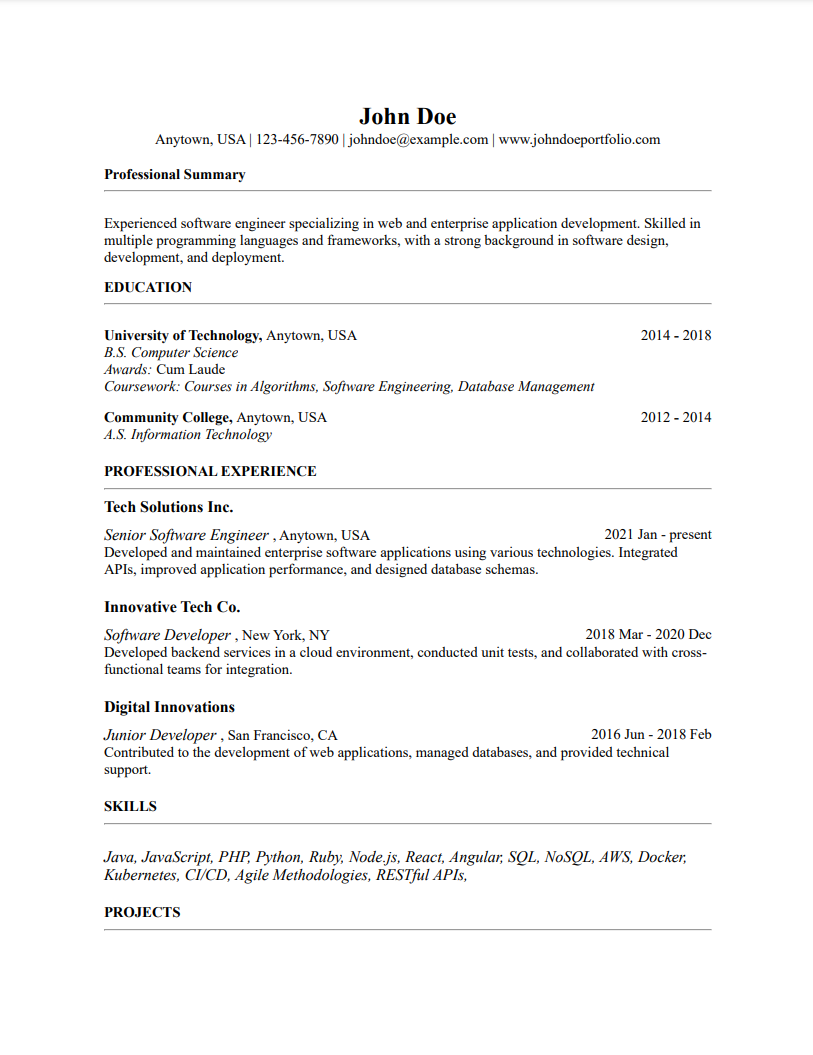 John Doe
Anytown, USA | 123-456-7890 | johndoe@example.com | www.johndoeportfolio.com
Professional Summary
Experienced software engineer specializing in web and enterprise application development. Skilled in
multiple programming languages and frameworks, with a strong background in software design,
development, and deployment.
EDUCATION
University of Technology, Anytown, USA 2014 - 2018
B.S. Computer Science
Awards: Cum Laude
Coursework: Courses in Algorithms, Software Engineering, Database Management
Community College, Anytown, USA 2012 - 2014
A.S. Information Technology
PROFESSIONAL EXPERIENCE
Tech Solutions Inc.
Senior Software Engineer , Anytown, USA 2021 Jan - present
Developed and maintained enterprise software applications using various technologies. Integrated
APIs, improved application performance, and designed database schemas.
Innovative Tech Co.
Software Developer , New York, NY 2018 Mar - 2020 Dec
Developed backend services in a cloud environment, conducted unit tests, and collaborated with cross-
functional teams for integration.
Digital Innovations
Junior Developer , San Francisco, CA 2016 Jun - 2018 Feb
Contributed to the development of web applications, managed databases, and provided technical
support.
SKILLS
Java, JavaScript, PHP, Python, Ruby, Node.js, React, Angular, SQL, NoSQL, AWS, Docker,
Kubernetes, CI/CD, Agile Methodologies, RESTful APIs,
PROJECTS